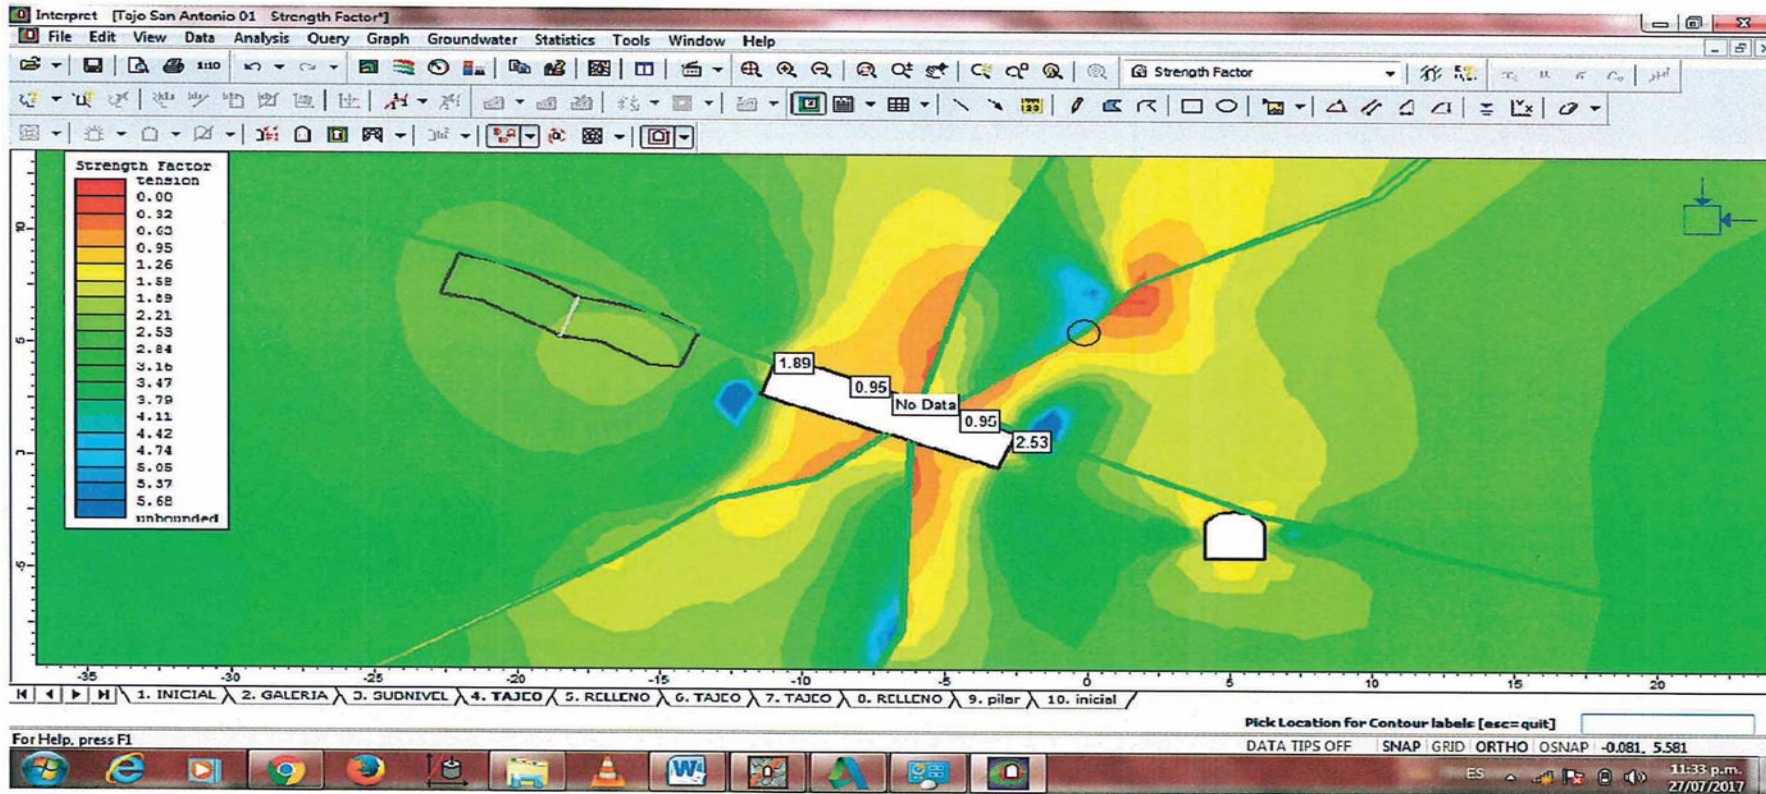 Interpret [Tajo San Antonio 01 Strength Factor*]
File Edit View Data Analysis Query Graph Groundwater Statistics Tools Window Help
1:10
Strength Factor
Strength Factor
tension
0.00
0.32
0.63
0.95
1.26
1.58
1.89
2.21
2.53
2.84
3.16
3.47
3.79
4.11
4.42
4.74
5.05
5.37
5.68
unbounded
10
5
0
-5
1.89
0.95
No Data
0.95
2.53
-35 -30 -25 -20 -15 -10 -5 0 5 10 15 20
1. INICIAL 2. GALERIA 3. SUBNIVEL 4. TAJEO 5. RELLENO 6. TAJEO 7. TAJEO 8. RELLENO 9. pilar 10. inicial
Pick Location for Contour labels [esc=quit]
For Help, press F1
DATA TIPS OFF SNAP GRID ORTHO OSNAP -0.081, 5.581
ES
11:33 p.m.
27/07/2017